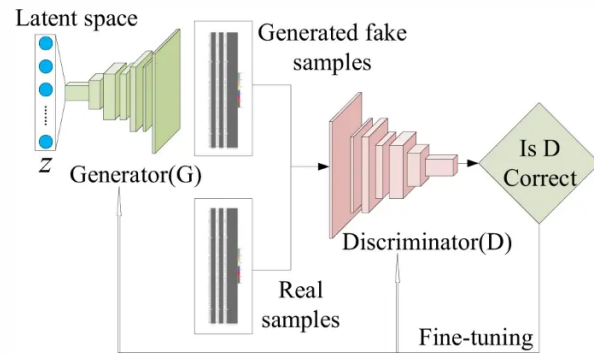 Latent space
z
Generator(G)
Generated fake
samples
Real
samples
Discriminator(D)
Is D
Correct
Fine-tuning